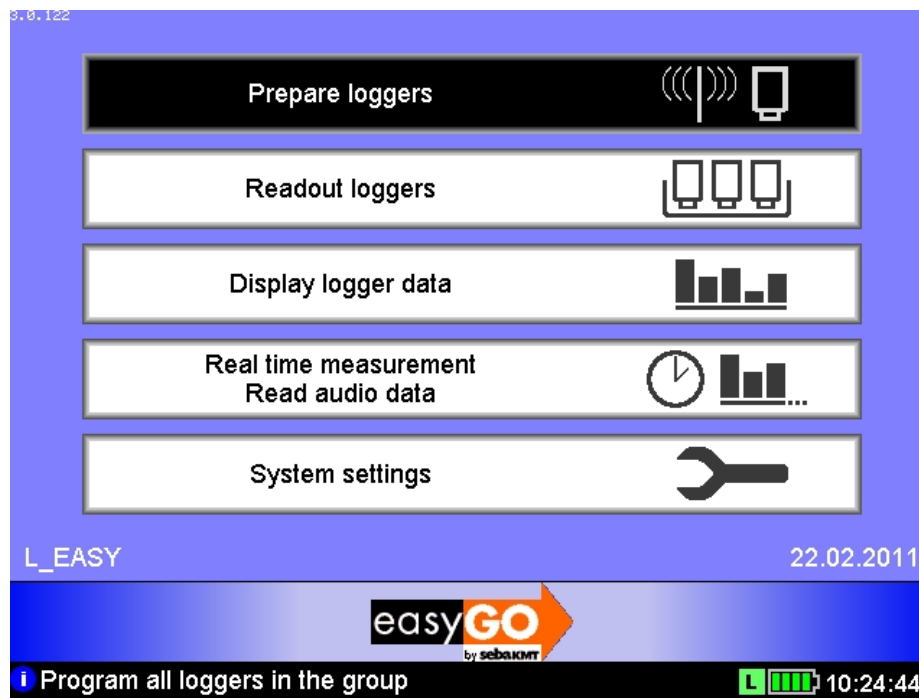 3.0.122
Prepare loggers
Readout loggers
Display logger data
Real time measurement
Read audio data
System settings
L_EASY
22.02.2011
easyGO
by sebaKMT
i Program all loggers in the group
L
10:24:44